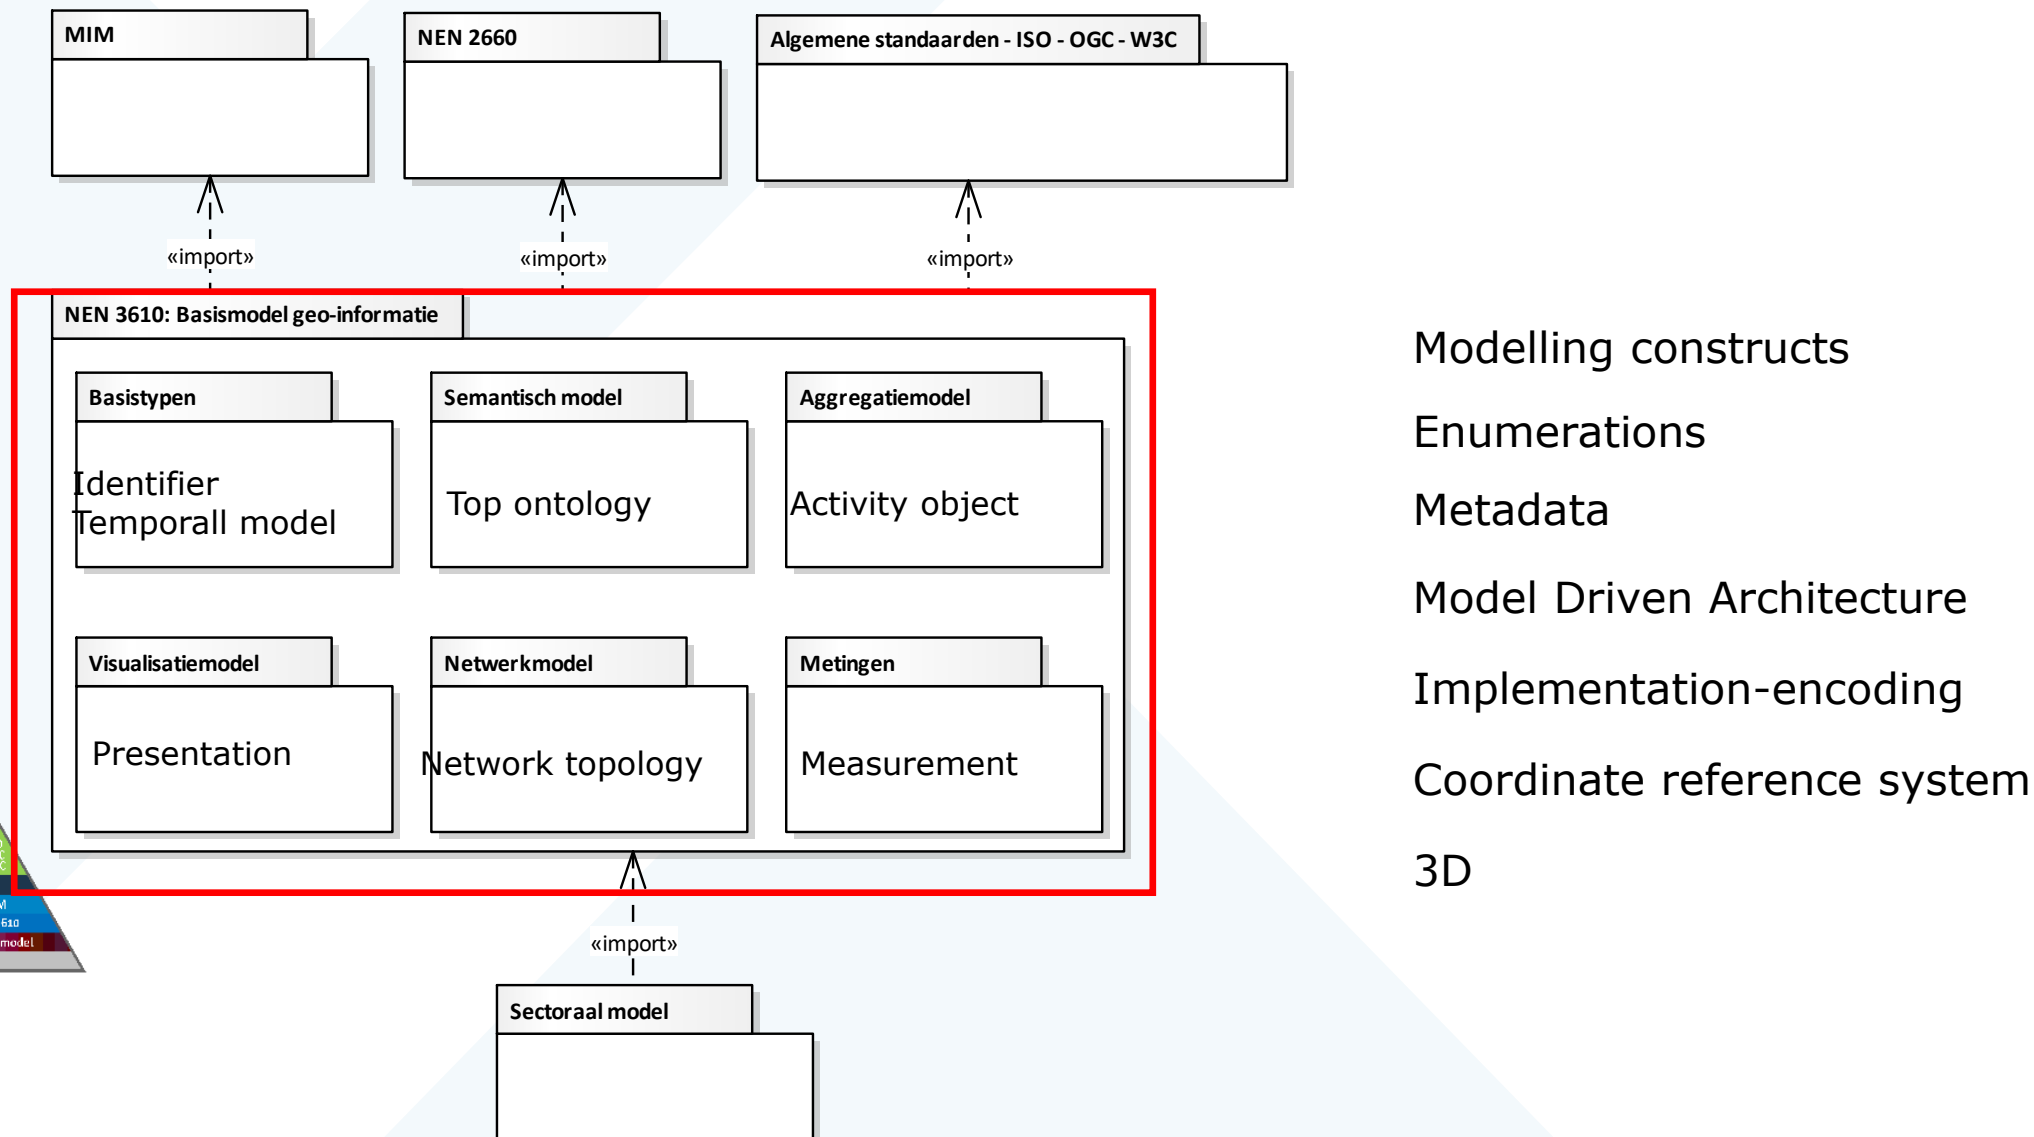 MIM
NEN 2660
Algemene standaarden - ISO - OGC - W3C
«import»
«import»
«import»
NEN 3610: Basismodel geo-informatie
Basistypen
Identifier
Temporall model
Semantisch model
Top ontology
Aggregatiemodel
Activity object
Visualisatiemodel
Presentation
Netwerkmodel
Network topology
Metingen
Measurement
«import»
Sectoraal model
Modelling constructs
Enumerations
Metadata
Model Driven Architecture
Implementation-encoding
Coordinate reference system
3D
model